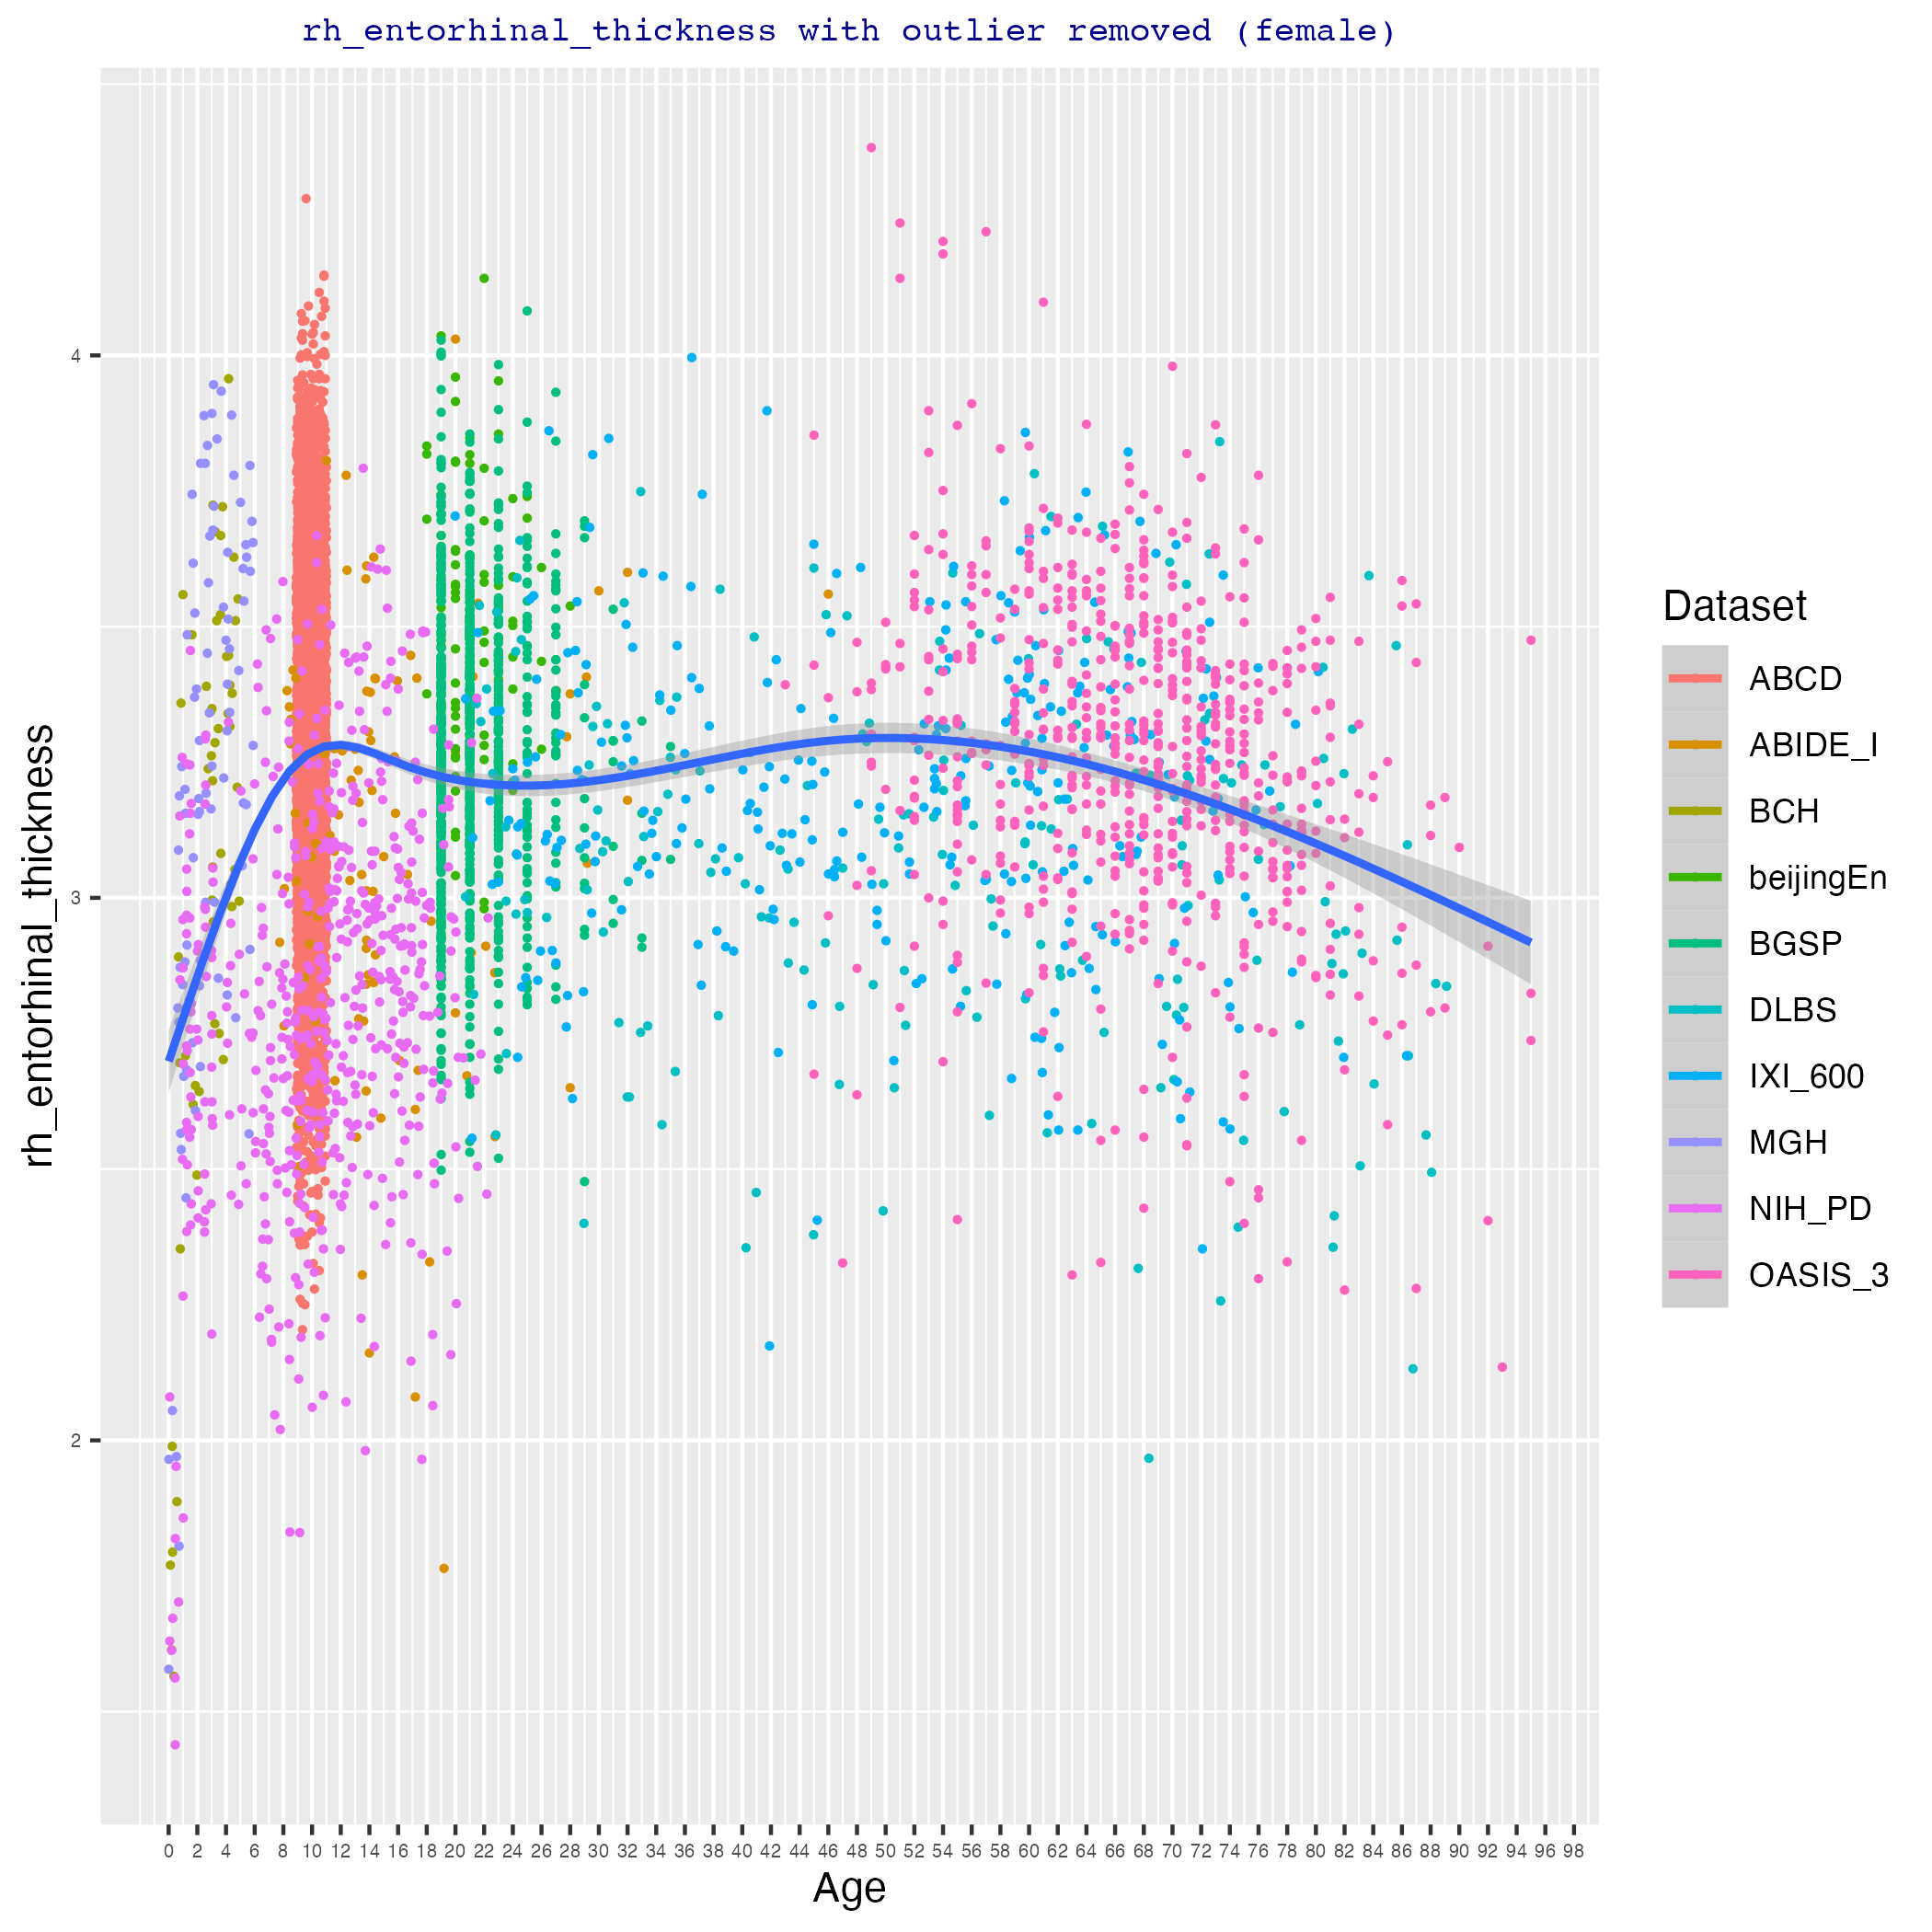 rh_entorhinal_thickness with outlier removed (female)
rh_entorhinal_thickness
4
3
2
0 2 4 6 8 10 12 14 16 18 20 22 24 26 28 30 32 34 36 38 40 42 44 46 48 50 52 54 56 58 60 62 64 66 68 70 72 74 76 78 80 82 84 86 88 90 92 94 96 98
Age
Dataset
ABCD
ABIDE_I
BCH
beijingEn
BGSP
DLBS
IXI_600
MGH
NIH_PD
OASIS_3